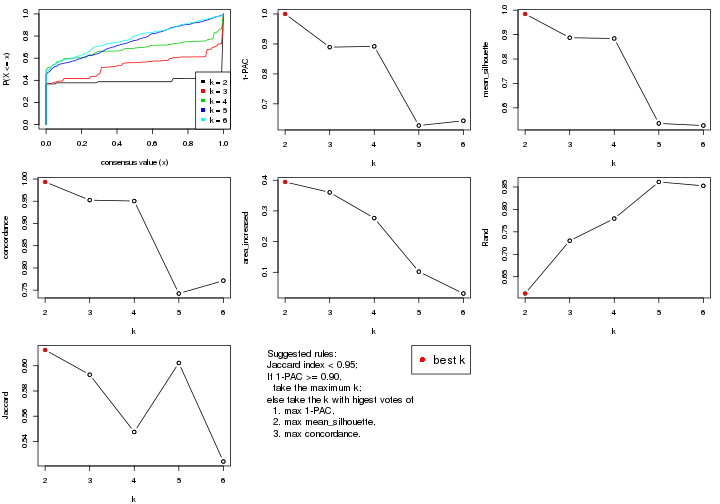 P(X <= x)
0.0 0.2 0.4 0.6 0.8 1.0
0.0 0.2 0.4 0.6 0.8 1.0
consensus value (x)
k = 2
k = 3
k = 4
k = 5
k = 6
1-PAC
0.7 0.8 0.9 1.0
2 3 4 5 6
k
mean_silhouette
0.6 0.7 0.8 0.9 1.0
2 3 4 5 6
k
concordance
0.75 0.80 0.85 0.90 0.95 1.00
2 3 4 5 6
k
area_increased
0.1 0.2 0.3 0.4
2 3 4 5 6
k
Rand
0.65 0.70 0.75 0.80 0.85
2 3 4 5 6
k
Jaccard
0.54 0.56 0.58 0.60
2 3 4 5 6
k
Suggested rules:
Jaccard index < 0.95;
If 1-PAC >= 0.90,
take the maximum k;
else take the k with higest votes of
1. max 1-PAC,
2. max mean_silhouette,
3. max concordance.
best k